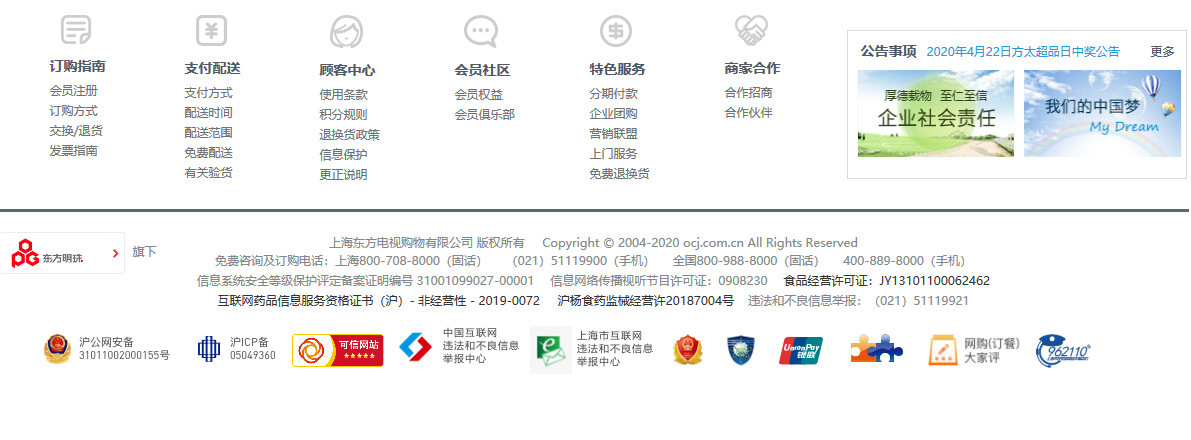 订购指南
会员注册
订购方式
交换/退货
发票指南
支付配送
支付方式
配送时间
配送范围
免费配送
有关验货
顾客中心
使用条款
积分规则
退换货政策
信息保护
更正说明
会员社区
会员权益
会员俱乐部
特色服务
分期付款
企业团购
营销联盟
上门服务
免费退换货
商家合作
合作招商
合作伙伴
公告事项 2020年4月22日方太超品日中奖公告 更多
厚德载物 至仁至信
企业社会责任
我们的中国梦
My Dream
东方明珠 旗下
上海东方电视购物有限公司 版权所有 Copyright © 2004-2020 ocj.com.cn All Rights Reserved
免费咨询及订购电话：上海800-708-8000（固话） （021）51119900（手机） 全国800-988-8000（固话） 400-889-8000（手机）
信息系统安全等级保护评定备案证明编号 31001099027-00001 信息网络传播视听节目许可证：0908230 食品经营许可证：JY13101100062462
互联网药品信息服务资格证书（沪）- 非经营性 - 2019-0072 沪杨食药监械经营许20187004号 违法和不良信息举报：（021）51119921
沪公网安备
31011002000155号
沪ICP备
05049360
可信网站
中国互联网
违法和不良信息
举报中心
上海市互联网
违法和不良信息
举报中心
UnionPay
银联
网购(订餐)
大家评
962110